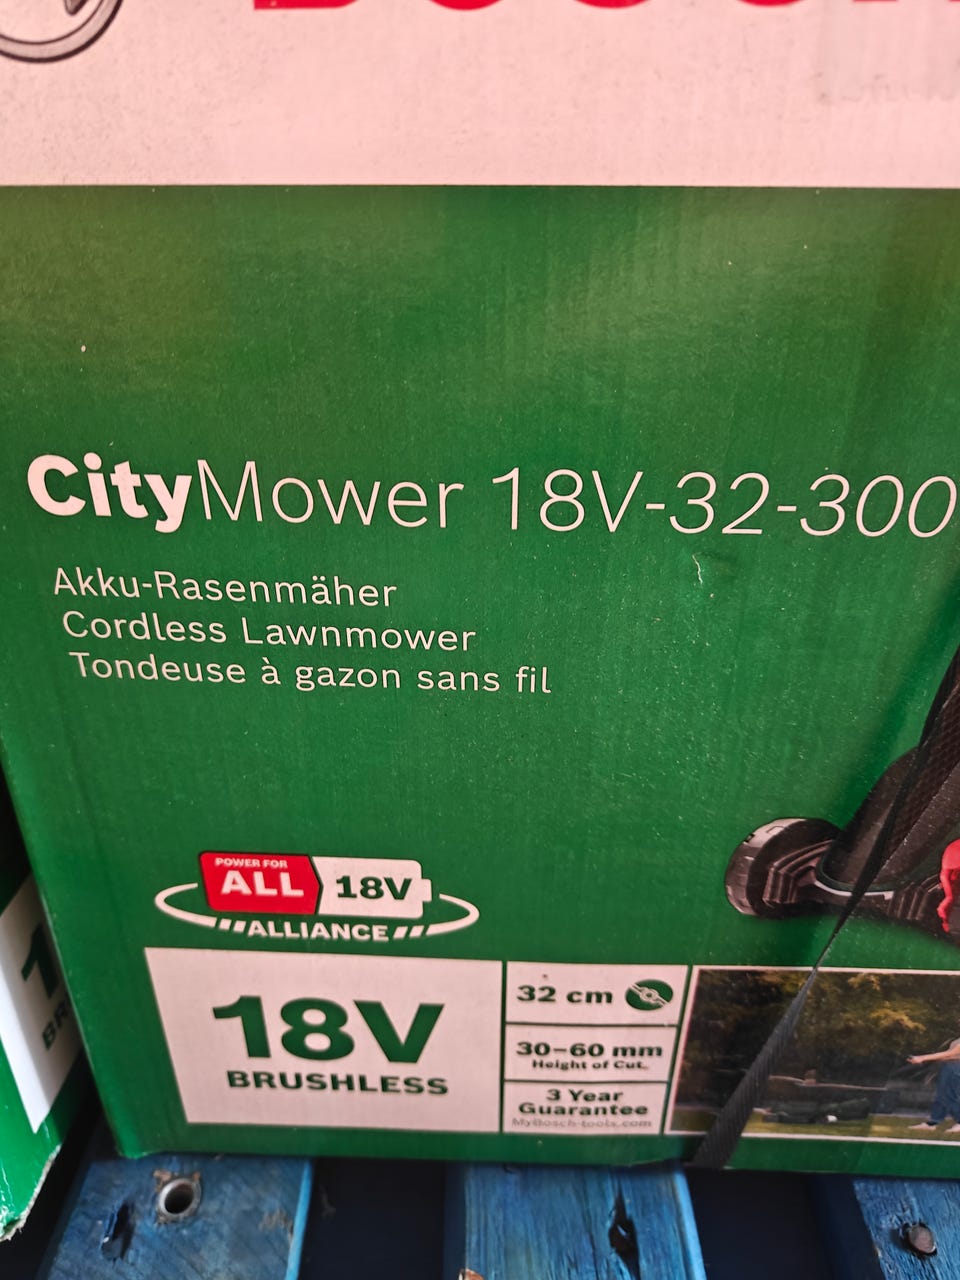 CityMower 18V-32-300
Akku-Rasenmäher
Cordless Lawnmower
Tondeuse à gazon sans fil
POWER FOR
ALL 18V
ALLIANCE
18V
BRUSHLESS
32 cm
30–60 mm
Height of Cut
3 Year
Guarantee
MyBosch-tools.com